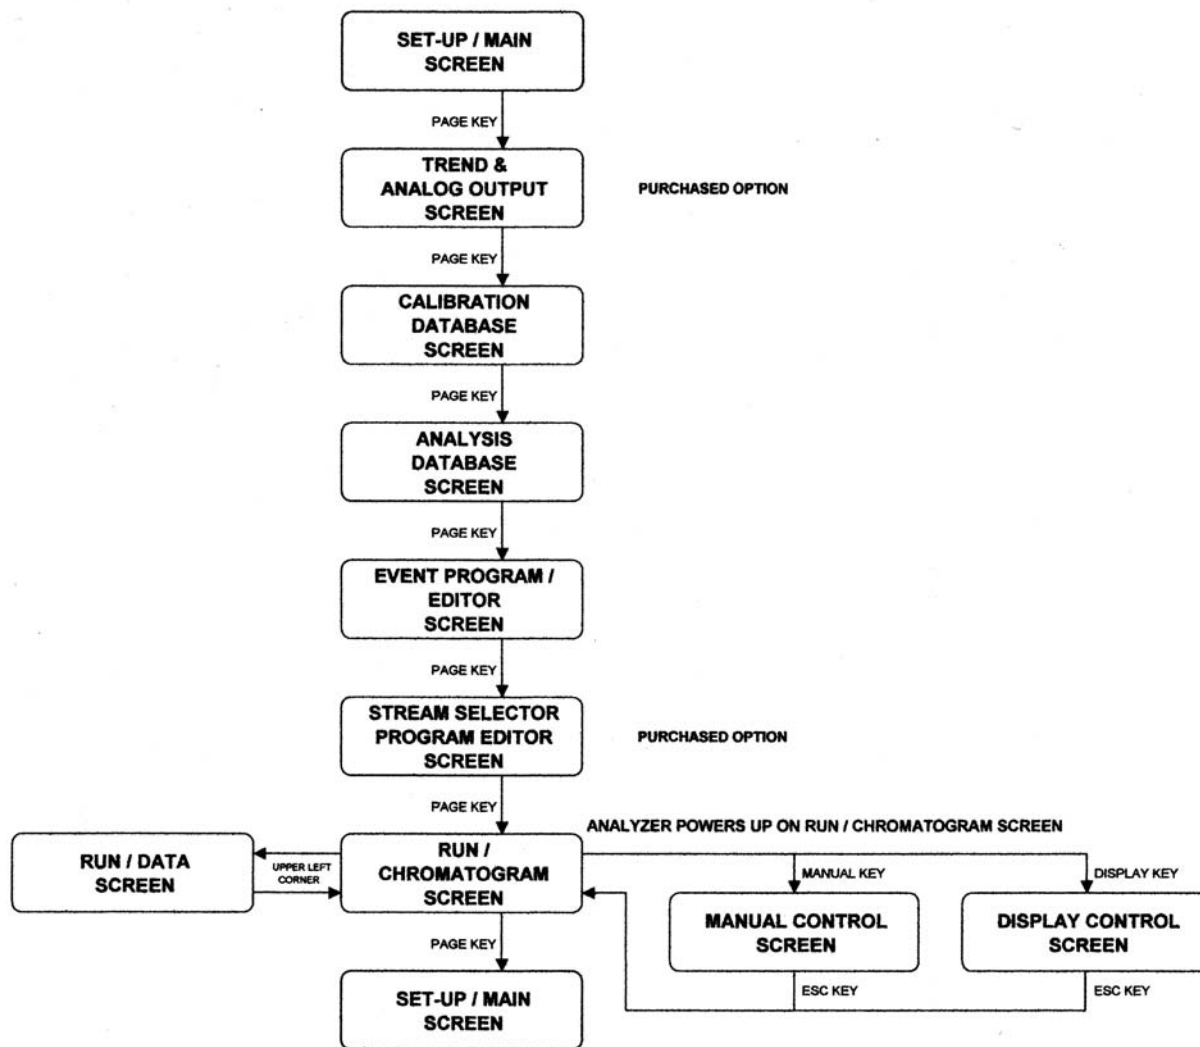 SET-UP / MAIN
SCREEN
PAGE KEY
TREND &
ANALOG OUTPUT
SCREEN
PURCHASED OPTION
PAGE KEY
CALIBRATION
DATABASE
SCREEN
PAGE KEY
ANALYSIS
DATABASE
SCREEN
PAGE KEY
EVENT PROGRAM /
EDITOR
SCREEN
PAGE KEY
STREAM SELECTOR
PROGRAM EDITOR
SCREEN
PURCHASED OPTION
PAGE KEY
ANALYZER POWERS UP ON RUN / CHROMATOGRAM SCREEN
RUN / DATA
SCREEN
UPPER LEFT
CORNER
RUN /
CHROMATOGRAM
SCREEN
MANUAL KEY
DISPLAY KEY
MANUAL CONTROL
SCREEN
DISPLAY CONTROL
SCREEN
PAGE KEY
ESC KEY
ESC KEY
SET-UP / MAIN
SCREEN